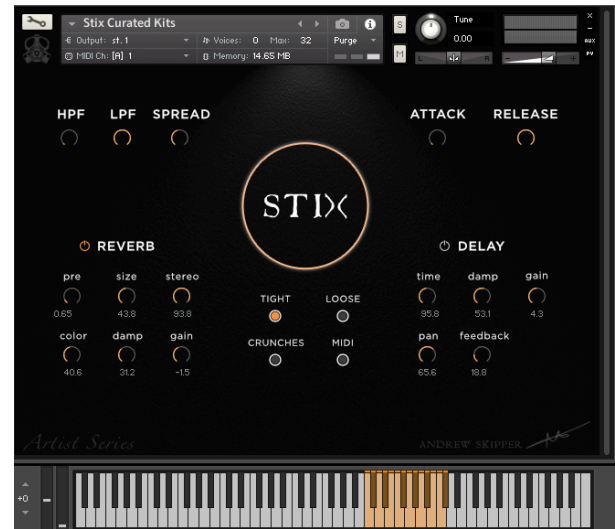 Stix Curated Kits
Output: st. 1
Voices: 0 Max: 32
Purge
MIDI Ch: [A] 1
Memory: 14.65 MB
S
M
Tune
0.00
L R
- +
×
-
AUX
PV
HPF LPF SPREAD
ATTACK RELEASE
STIX
REVERB
DELAY
pre size stereo
0.65 43.8 93.8
color damp gain
40.6 31.2 -1.5
TIGHT LOOSE
CRUNCHES MIDI
time damp gain
95.8 53.1 4.3
pan feedback
65.6 18.8
Artist Series
ANDREW SKIPPER
+0